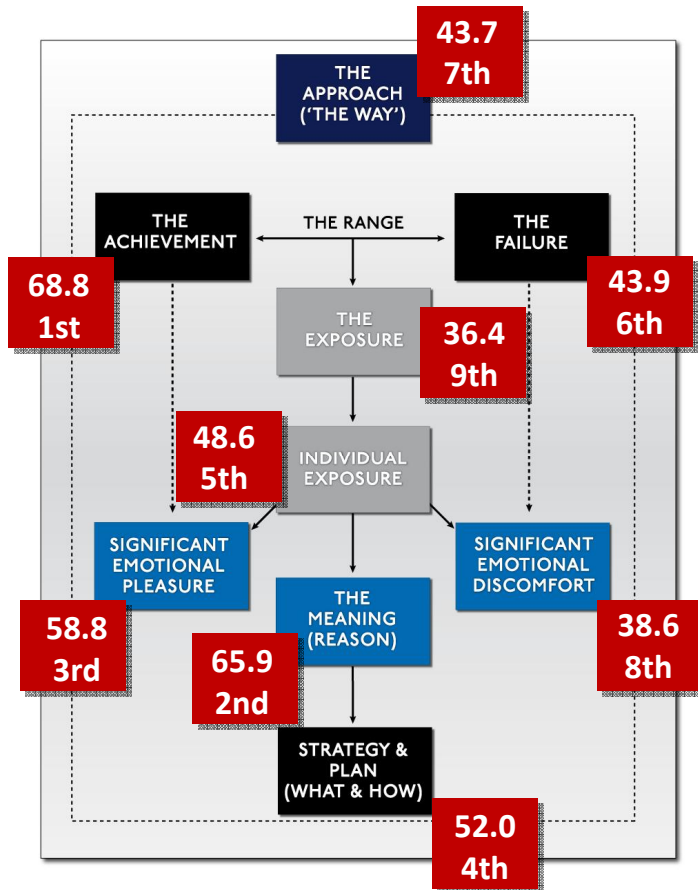 43.7
7th
THE
APPROACH
('THE WAY')
THE
ACHIEVEMENT
THE RANGE
THE
FAILURE
68.8
1st
43.9
6th
THE
EXPOSURE
36.4
9th
48.6
5th
INDIVIDUAL
EXPOSURE
SIGNIFICANT
EMOTIONAL
PLEASURE
SIGNIFICANT
EMOTIONAL
DISCOMFORT
THE
MEANING
(REASON)
58.8
3rd
38.6
8th
65.9
2nd
STRATEGY &
PLAN
(WHAT & HOW)
52.0
4th